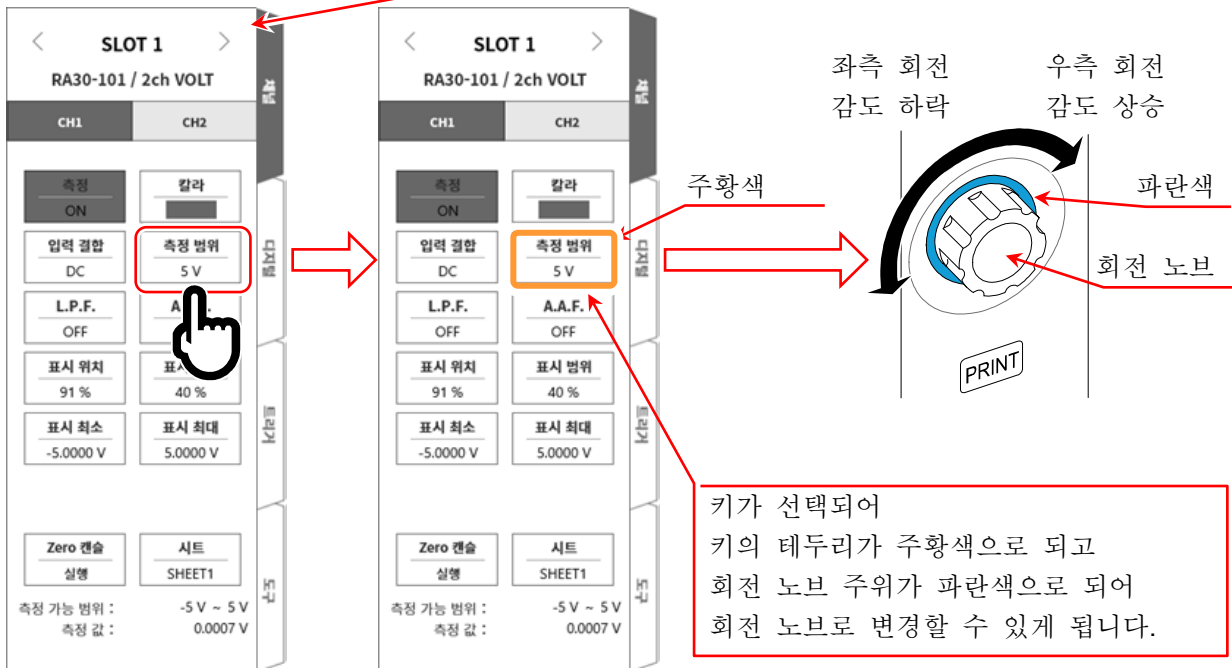 SLOT 1
RA30-101 / 2ch VOLT
CH1 CH2
측정 칼라
ON
입력 결합 측정 범위
DC 5 V
L.P.F. A
OFF
표시 위치
91 % 40 %
표시 최소 표시 최대
-5.0000 V 5.0000 V
Zero 캔슬 시트
실행 SHEET1
측정 가능 범위 : -5 V ~ 5 V
측정 값 : 0.0007 V
채널
디지털
트리거
도구
SLOT 1
RA30-101 / 2ch VOLT
CH1 CH2
측정 칼라
ON
입력 결합 측정 범위
DC 5 V
L.P.F. A.A.F.
OFF OFF
표시 위치 표시 범위
91 % 40 %
표시 최소 표시 최대
-5.0000 V 5.0000 V
Zero 캔슬 시트
실행 SHEET1
측정 가능 범위 : -5 V ~ 5 V
측정 값 : 0.0007 V
채널
디지털
트리거
도구
주황색
좌측 회전 우측 회전
감도 하락 감도 상승
파란색
회전 노브
PRINT
키가 선택되어
키의 테두리가 주황색으로 되고
회전 노브 주위가 파란색으로 되어
회전 노브로 변경할 수 있게 됩니다.